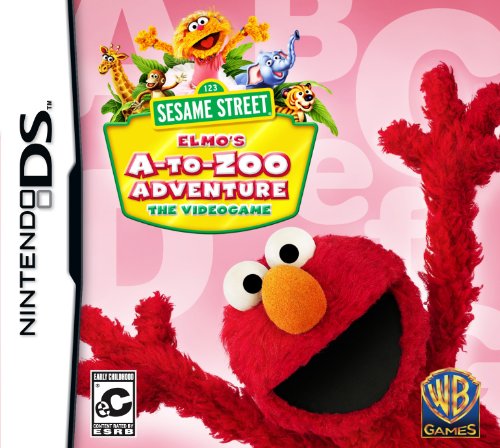 NINTENDO DS™
123
SESAME STREET
ELMO'S
A-TO-ZOO
ADVENTURE
THE VIDEOGAME
A B C
D e f
EARLY CHILDHOOD
eC
CONTENT RATED BY
ESRB
WB
GAMES